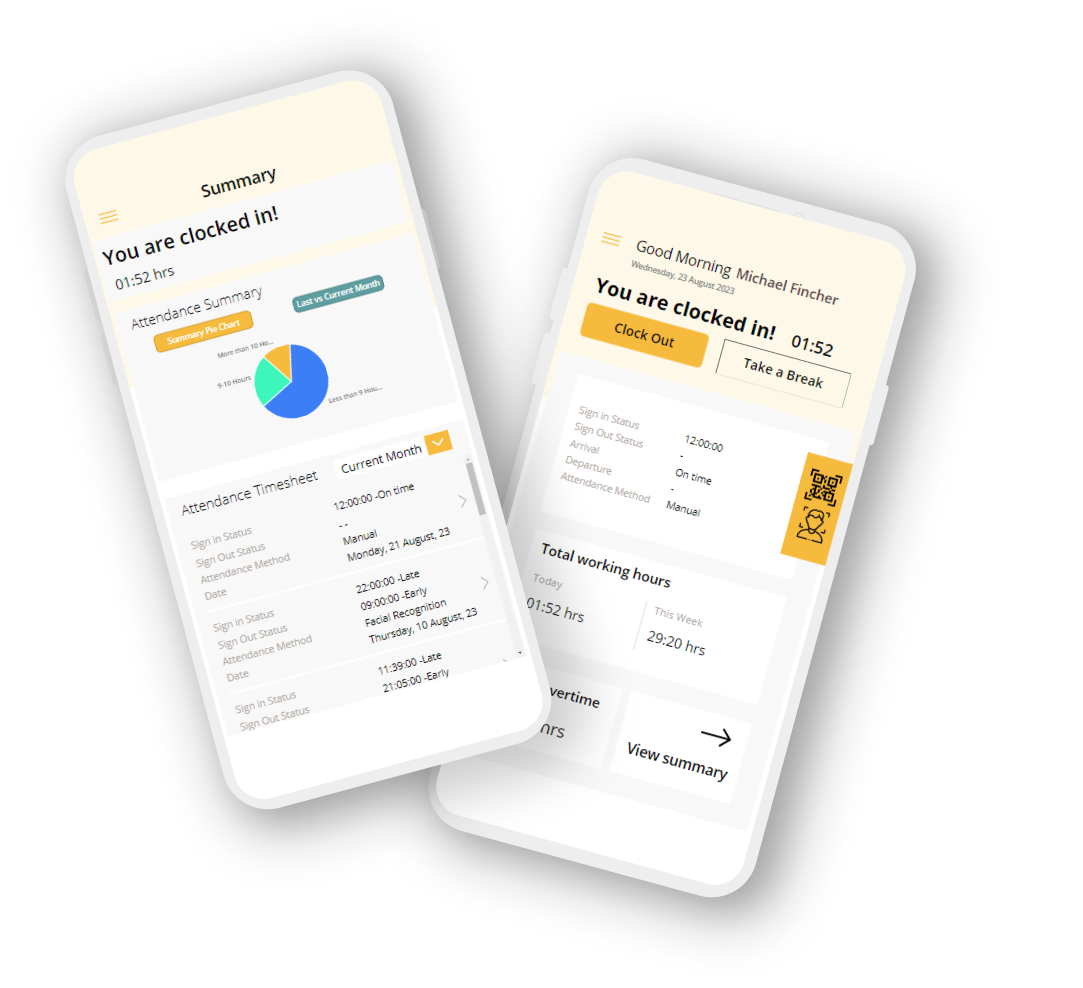 Summary
You are clocked in!
01:52 hrs
Attendance Summary
Last vs Current Month
Summary Pie Chart
More than 10 Ho...
9-10 Hours
Less than 9 Hou...
Attendance Timesheet
Current Month
Sign in Status 12:00:00 -On time
Sign Out Status - -
Attendance Method Manual
Date Monday, 21 August, 23
Sign in Status 22:00:00 -Late
Sign Out Status 09:00:00 -Early
Attendance Method Facial Recognition
Date Thursday, 10 August, 23
Sign in Status 11:39:00 -Late
Sign Out Status 21:05:00 -Early
Good Morning Michael Fincher
Wednesday, 23 August 2023
You are clocked in! 01:52
Clock Out
Take a Break
Sign in Status 12:00:00
Sign Out Status -
Arrival On time
Departure -
Attendance Method Manual
Total working hours
Today
01:52 hrs
This Week
29:20 hrs
vertime
hrs
View summary